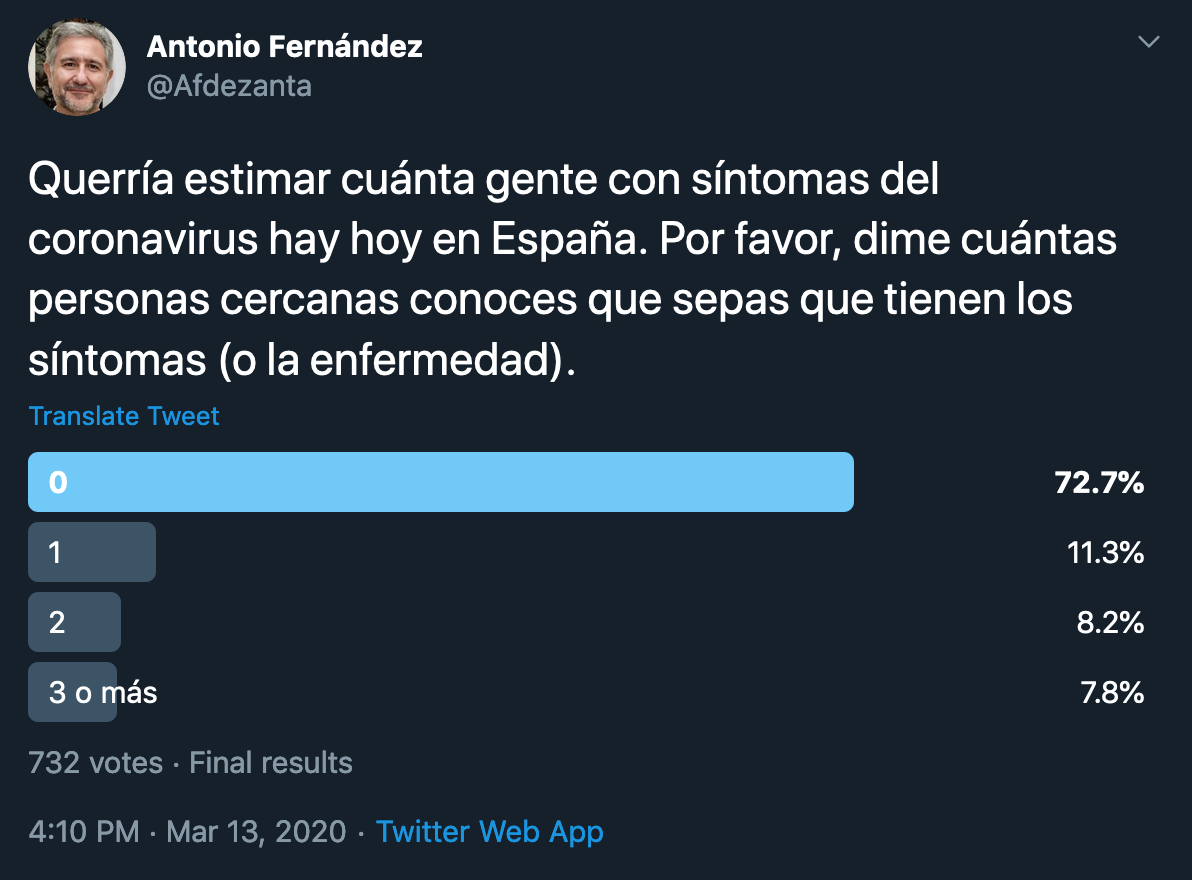 Antonio Fernández
@Afdezanta
Querría estimar cuánta gente con síntomas del
coronavirus hay hoy en España. Por favor, dime cuántas
personas cercanas conoces que sepas que tienen los
síntomas (o la enfermedad).
Translate Tweet
0 72.7%
1 11.3%
2 8.2%
3 o más 7.8%
732 votes · Final results
4:10 PM · Mar 13, 2020 · Twitter Web App